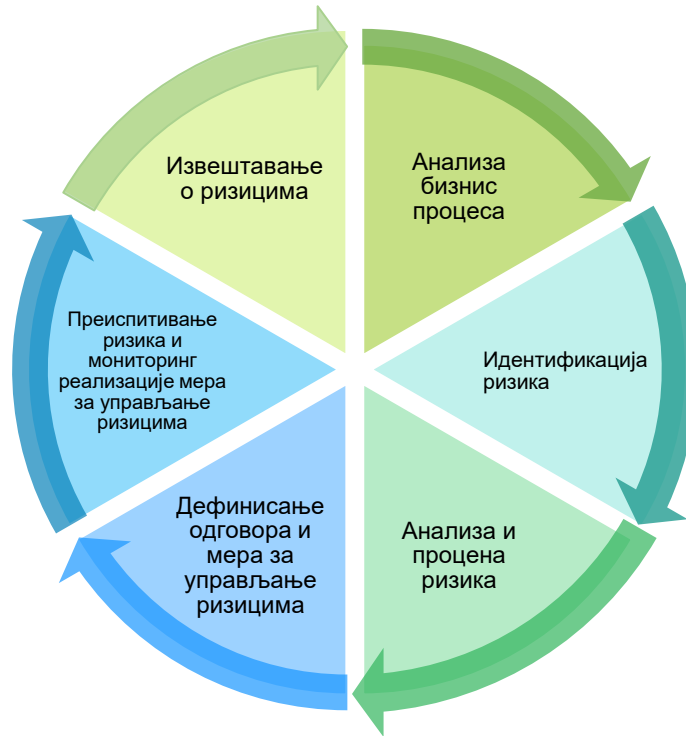 Анализа
бизнис
процеса
Идентификација
ризика
Анализа и
процена
ризика
Дефинисање
одговора и
мера за
управљање
ризицима
Преиспитивање
ризика и
мониторинг
реализације мера
за управљање
ризицима
Извештавање
о ризицима